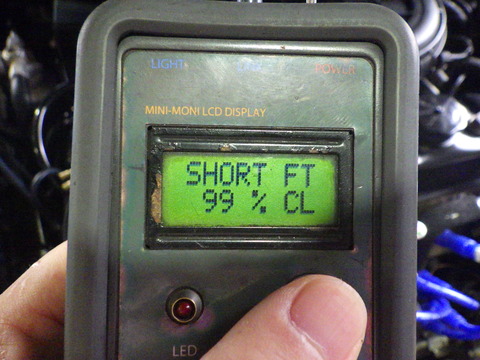 LIGHT
POWER
MINI-MONI LCD DISPLAY
SHORT FT
99 % CL
LED